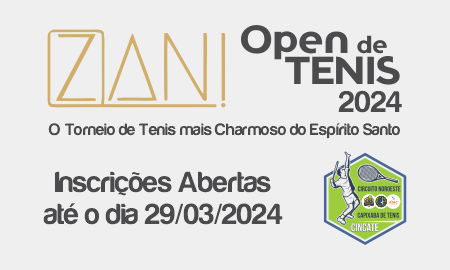 ZANI
Open de
TENIS
2024
O Torneio de Tenis mais Charmoso do Espírito Santo
Inscrições Abertas
até o dia 29/03/2024
CIRCUITO NOROESTE
CAPIXABA DE TENIS
CINCATE